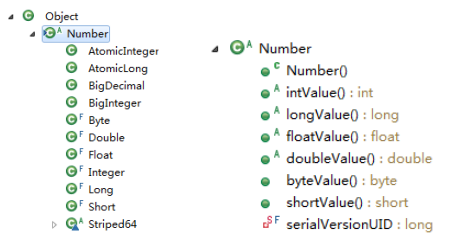 Object
Number
AtomicInteger
AtomicLong
BigDecimal
BigInteger
Byte
Double
Float
Integer
Long
Short
Striped64
Number
Number()
intValue() : int
longValue() : long
floatValue() : float
doubleValue() : double
byteValue() : byte
shortValue() : short
serialVersionUID : long